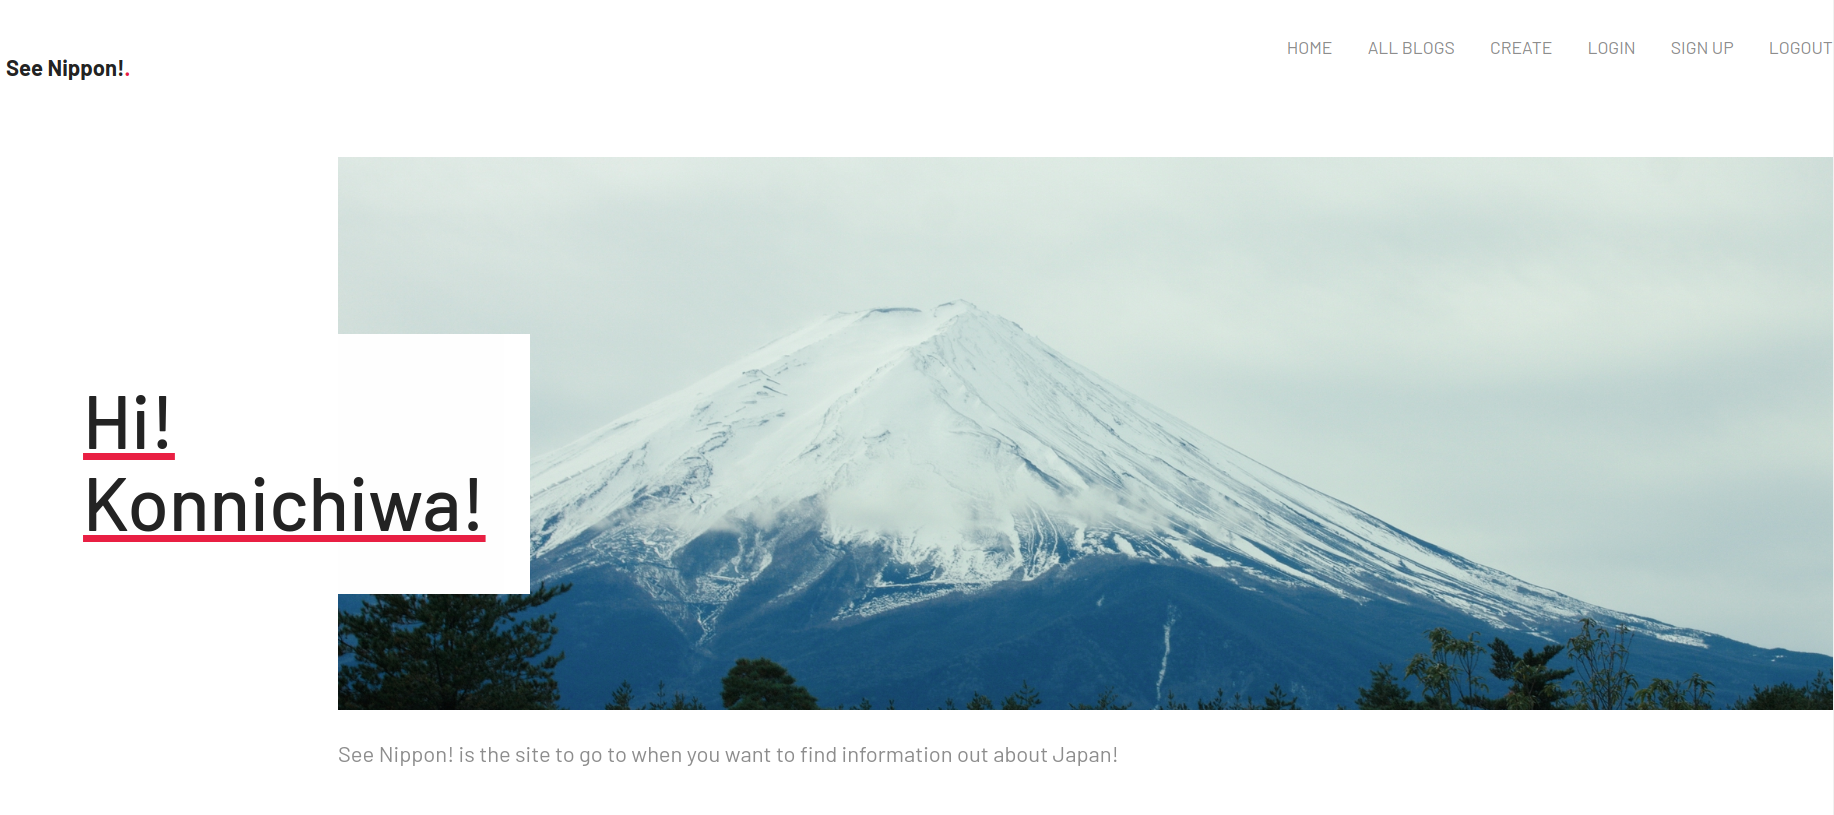 See Nippon!.
HOME ALL BLOGS CREATE LOGIN SIGN UP LOGOUT
Hi!
Konnichiwa!
See Nippon! is the site to go to when you want to find information out about Japan!